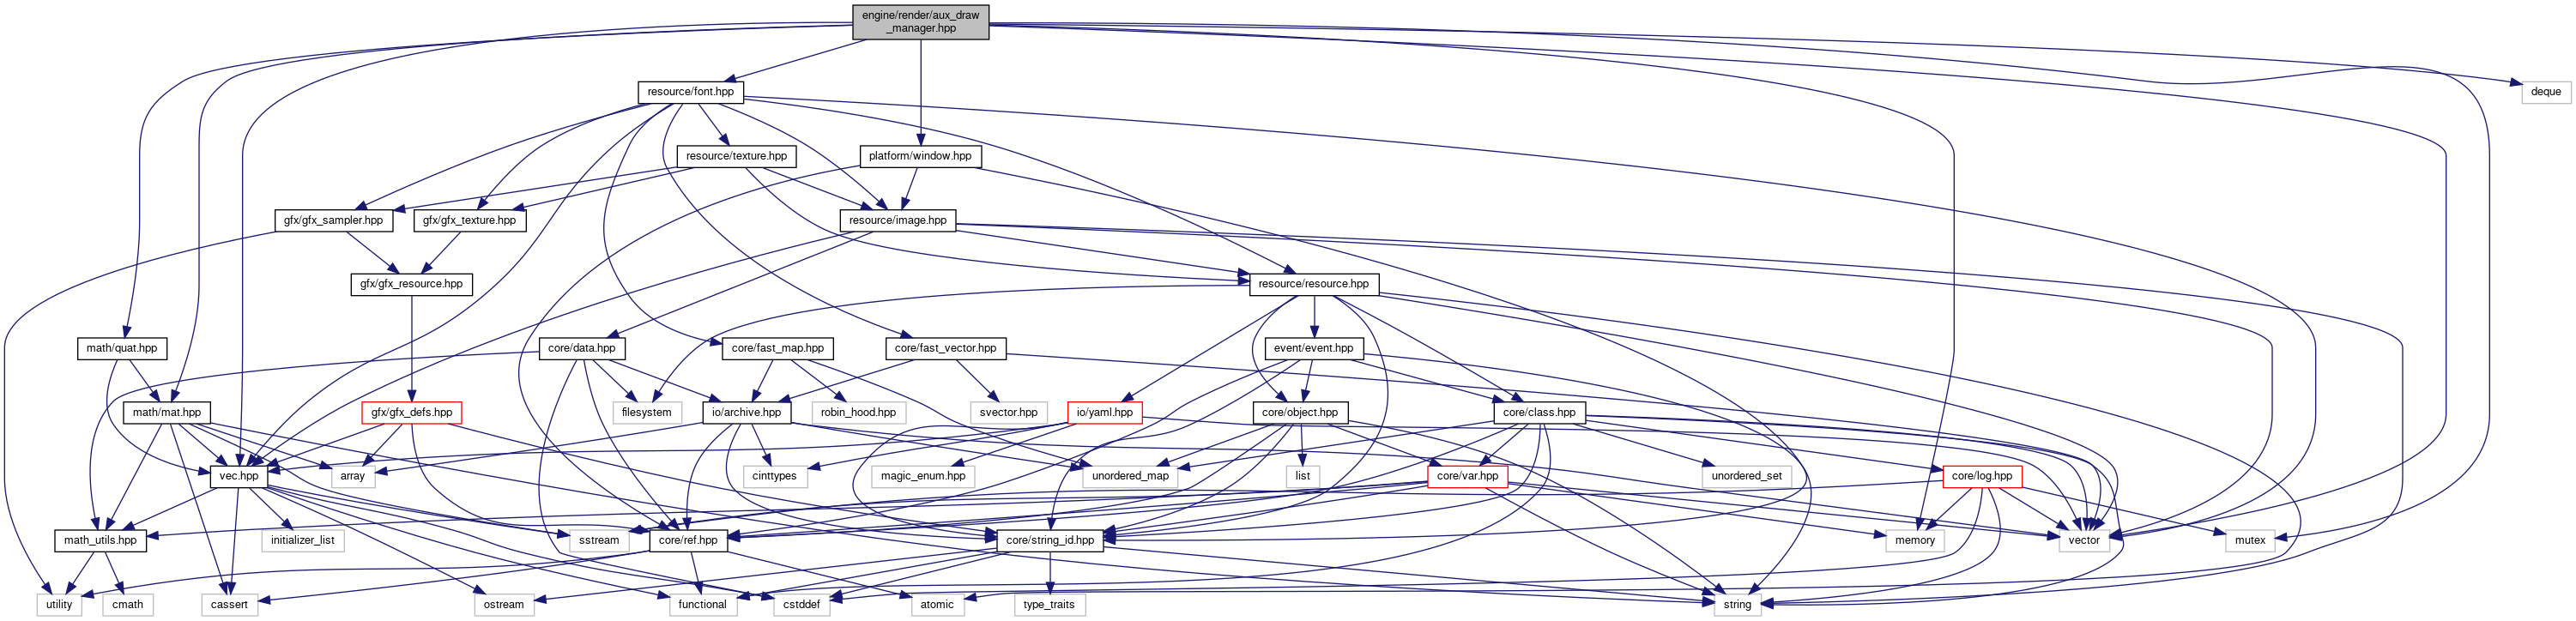 engine/render/aux_draw
_manager.hpp
resource/font.hpp
deque
resource/texture.hpp
platform/window.hpp
gfx/gfx_sampler.hpp
gfx/gfx_texture.hpp
resource/image.hpp
gfx/gfx_resource.hpp
resource/resource.hpp
math/quat.hpp
core/data.hpp
core/fast_map.hpp
core/fast_vector.hpp
event/event.hpp
math/mat.hpp
gfx/gfx_defs.hpp
filesystem
io/archive.hpp
robin_hood.hpp
svector.hpp
io/yaml.hpp
core/object.hpp
core/class.hpp
vec.hpp
array
cinttypes
magic_enum.hpp
unordered_map
list
core/var.hpp
unordered_set
core/log.hpp
math_utils.hpp
initializer_list
sstream
core/ref.hpp
core/string_id.hpp
memory
vector
mutex
utility
cmath
cassert
ostream
functional
cstddef
atomic
type_traits
string